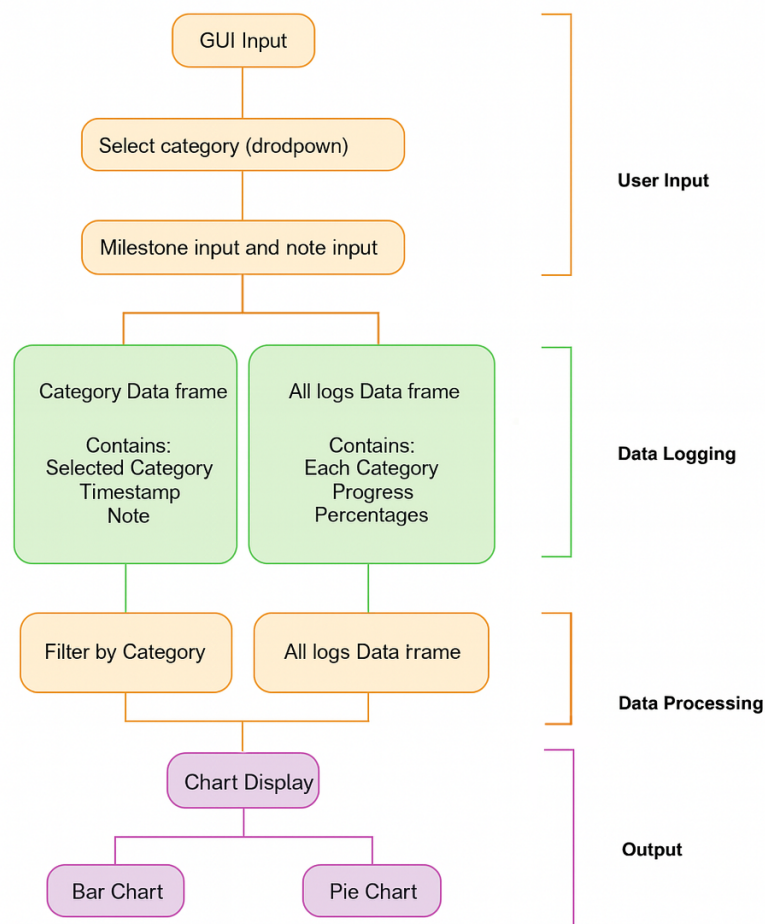 GUI Input
Select category (drodpown)
User Input
Milestone input and note input
Category Data frame
Contains:
Selected Category
Timestamp
Note
All logs Data frame
Contains:
Each Category
Progress
Percentages
Data Logging
Filter by Category
All logs Data rrame
Data Processing
Chart Display
Output
Bar Chart
Pie Chart